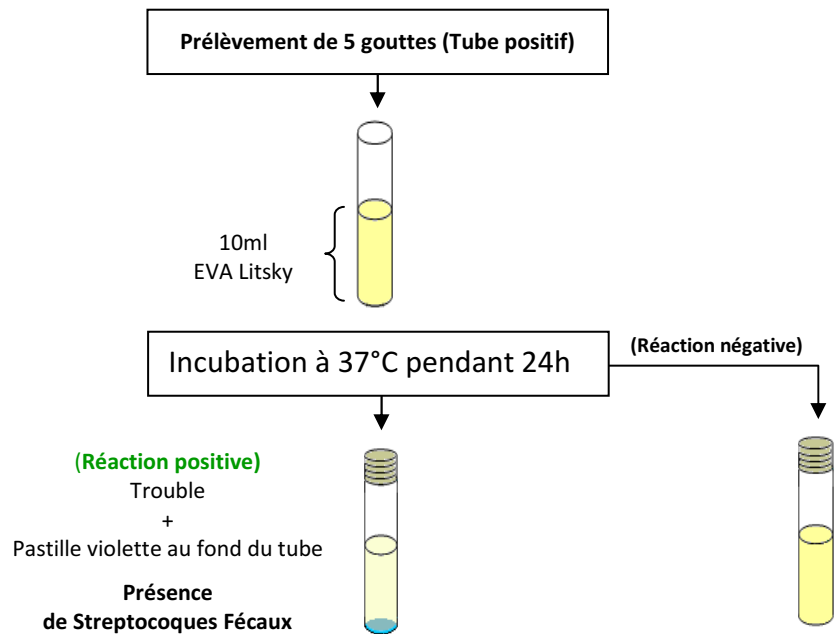 Prélèvement de 5 gouttes (Tube positif)
10ml
EVA Litsky
Incubation à 37°C pendant 24h
(Réaction négative)
(Réaction positive)
Trouble
+
Pastille violette au fond du tube
Présence
de Streptocoques Fécaux